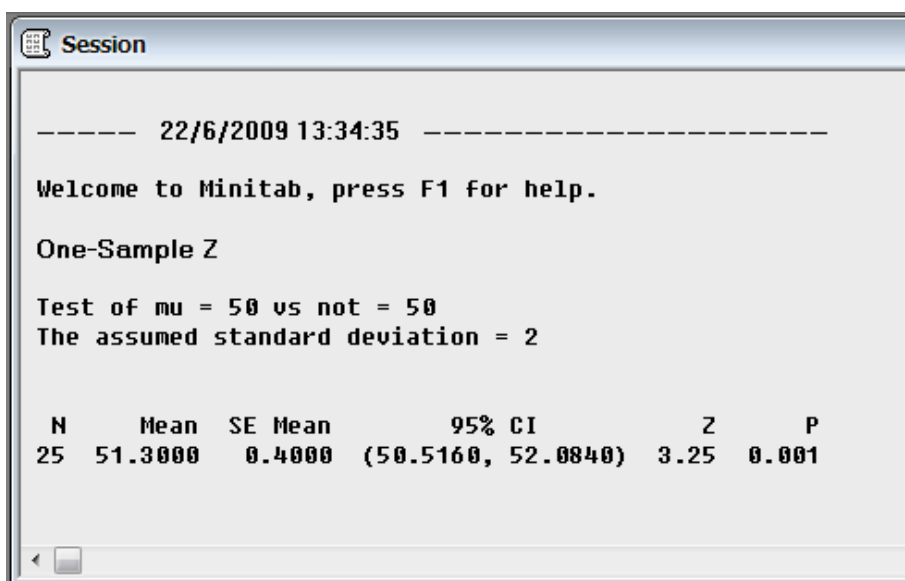 Session
----- 22/6/2009 13:34:35 --------------------
Welcome to Minitab, press F1 for help.
One-Sample Z
Test of mu = 50 vs not = 50
The assumed standard deviation = 2
N Mean SE Mean 95% CI Z P
25 51.3000 0.4000 (50.5160, 52.0840) 3.25 0.001